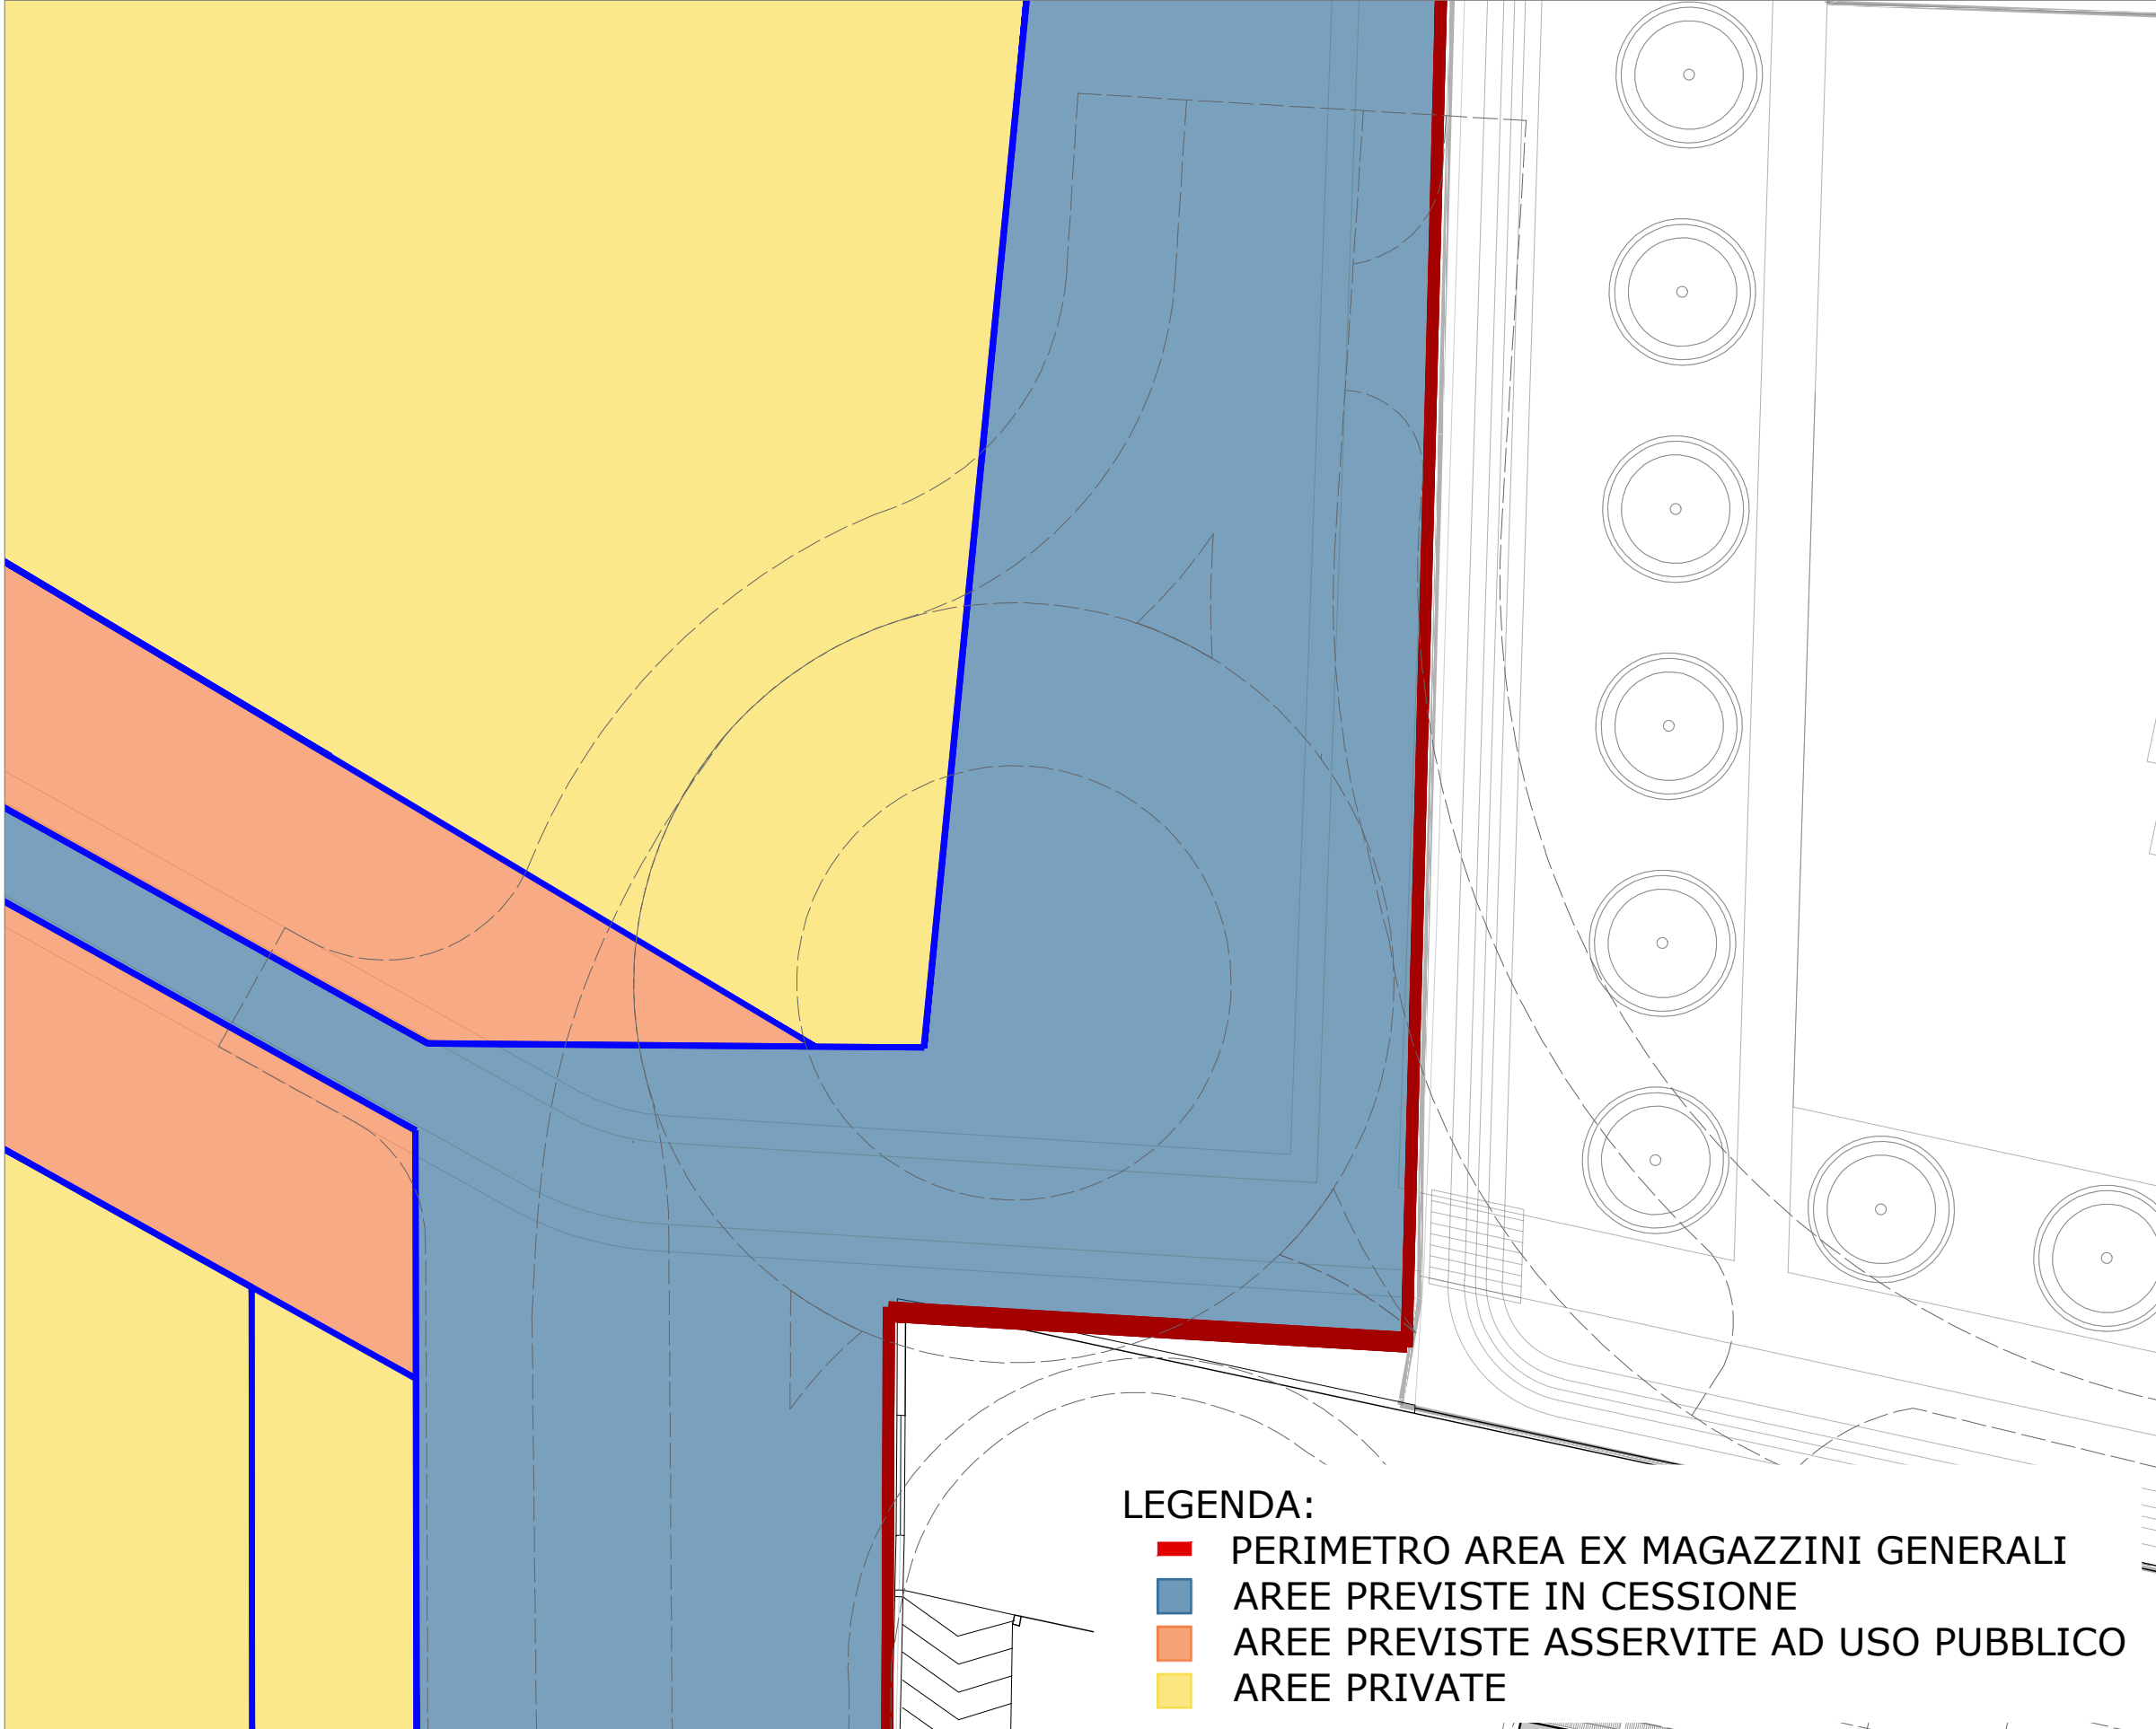 LEGENDA:
PERIMETRO AREA EX MAGAZZINI GENERALI
AREE PREVISTE IN CESSIONE
AREE PREVISTE ASSERVITE AD USO PUBBLICO
AREE PRIVATE